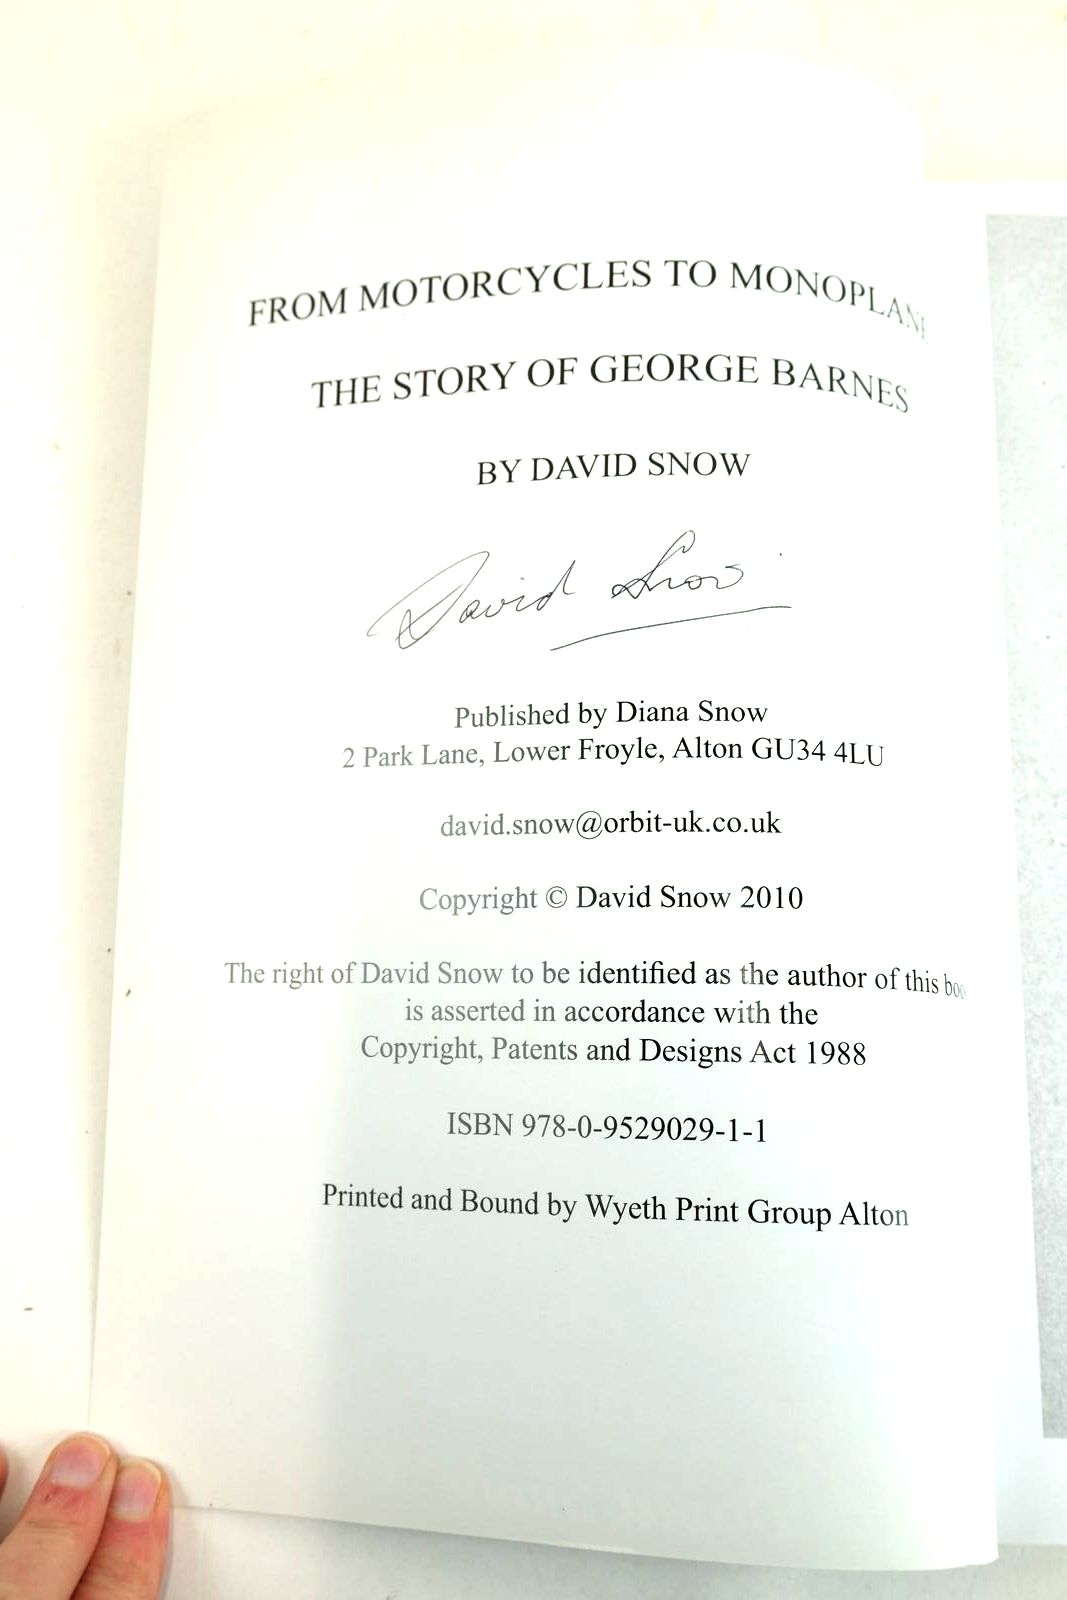 FROM MOTORCYCLES TO MONOPLANE
THE STORY OF GEORGE BARNES
BY DAVID SNOW
David Snow
Published by Diana Snow
2 Park Lane, Lower Froyle, Alton GU34 4LU
david.snow@orbit-uk.co.uk
Copyright © David Snow 2010
The right of David Snow to be identified as the author of this book
is asserted in accordance with the
Copyright, Patents and Designs Act 1988
ISBN 978-0-9529029-1-1
Printed and Bound by Wyeth Print Group Alton